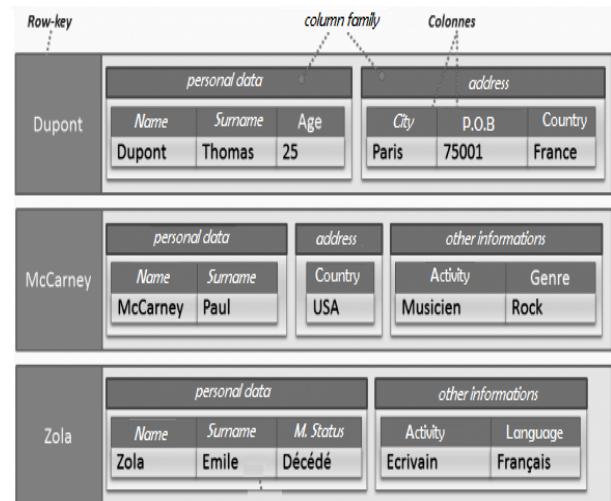 Row-key column family Colonnes
personal data address
Dupont
Name Surname Age City P.O.B Country
Dupont Thomas 25 Paris 75001 France
personal data address other informations
McCarney
Name Surname Country Activity Genre
McCarney Paul USA Musicien Rock
personal data other informations
Zola
Name Surname M. Status Activity Language
Zola Emile Décédé Ecrivain Français